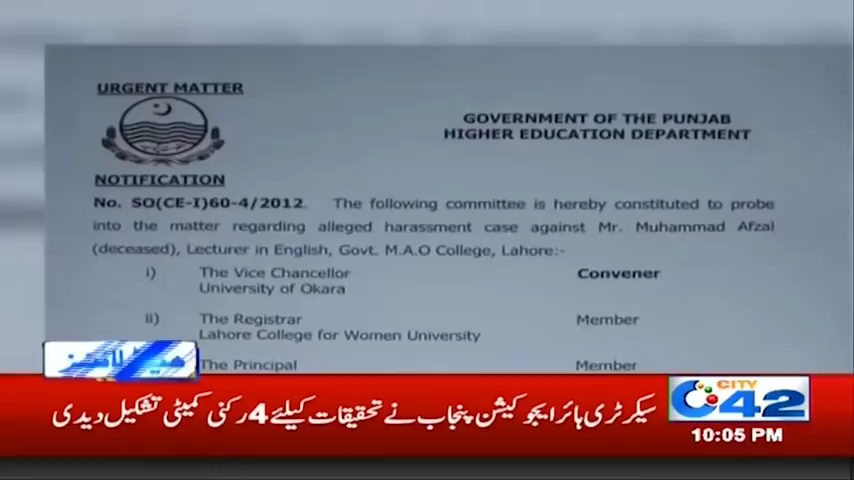 URGENT MATTER
GOVERNMENT OF THE PUNJAB
HIGHER EDUCATION DEPARTMENT
NOTIFICATION
No. SO(CE-I)60-4/2012. The following committee is hereby constituted to probe
into the matter regarding alleged harassment case against Mr. Muhammad Afzal
(deceased), Lecturer in English, Govt. M.A.O College, Lahore:-
i) The Vice Chancellor Convener
University of Okara
ii) The Registrar Member
Lahore College for Women University
The Principal Member
ہیڈ لائنز
سیکرٹری ہائر ایجوکیشن پنجاب نے تحقیقات کیلئے 4 رکنی کمیٹی تشکیل دیدی
CITY
42
10:05 PM